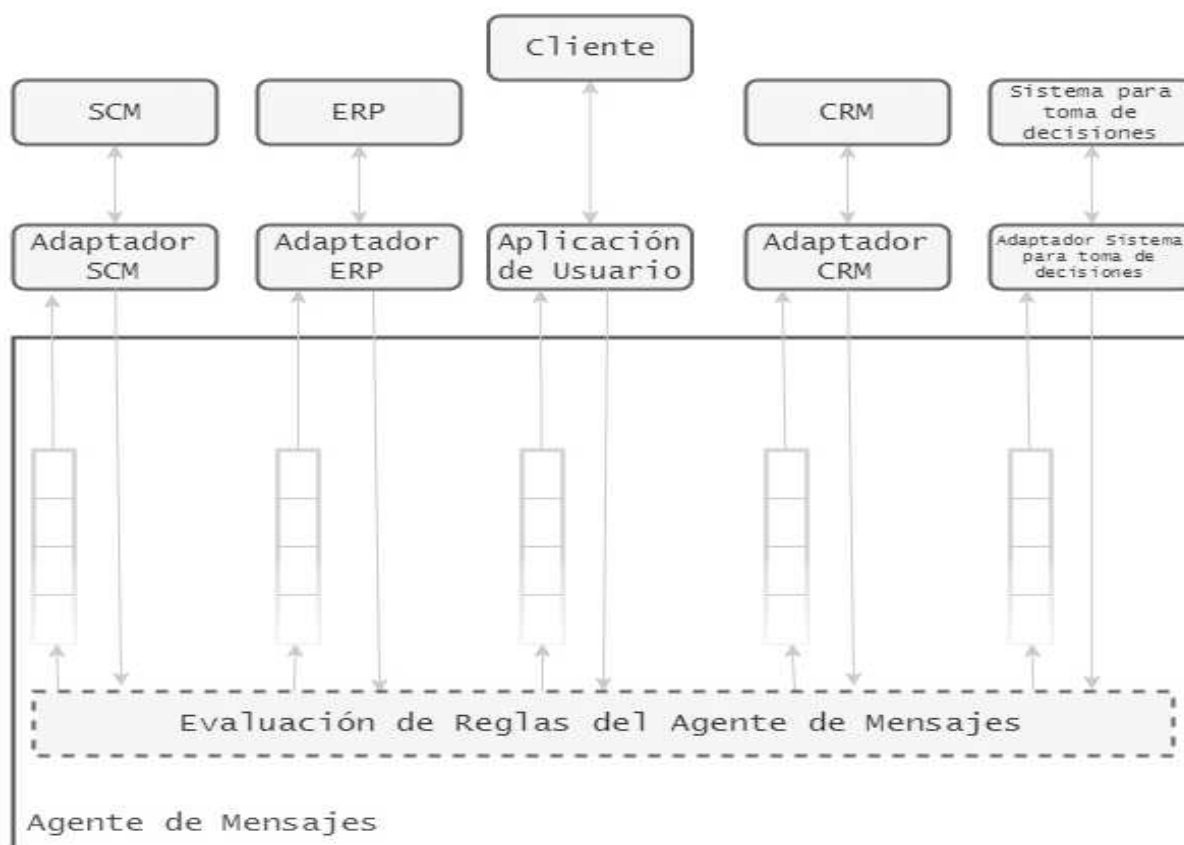 Cliente
SCM
ERP
CRM
Sistema para
toma de
decisiones
Adaptador
SCM
Adaptador
ERP
Aplicación
de Usuario
Adaptador
CRM
Adaptador Sistema
para toma de
decisiones
Evaluación de Reglas del Agente de Mensajes
Agente de Mensajes